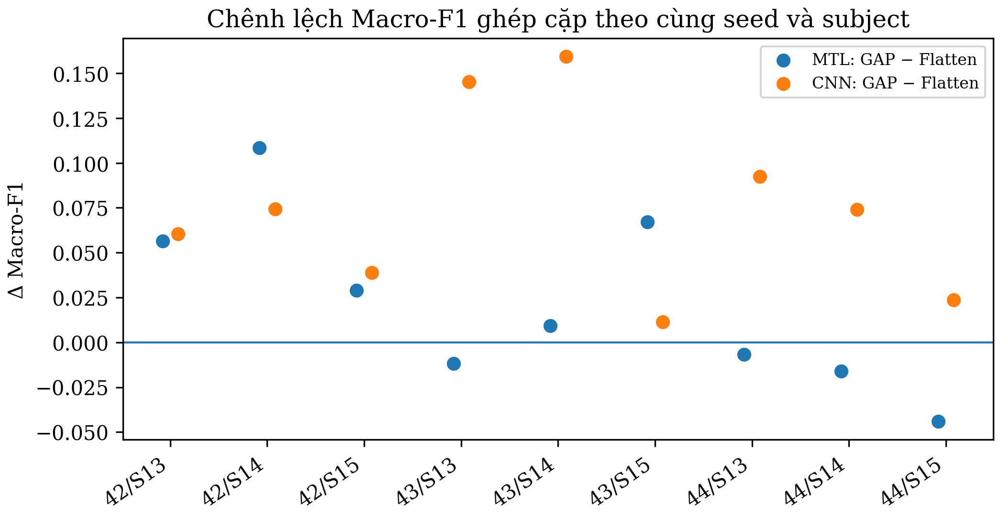 Chênh lệch Macro-F1 ghép cặp theo cùng seed và subject
MTL: GAP − Flatten
CNN: GAP − Flatten
Δ Macro-F1
0.150
0.125
0.100
0.075
0.050
0.025
0.000
−0.025
−0.050
42/S13
42/S14
42/S15
43/S13
43/S14
43/S15
44/S13
44/S14
44/S15